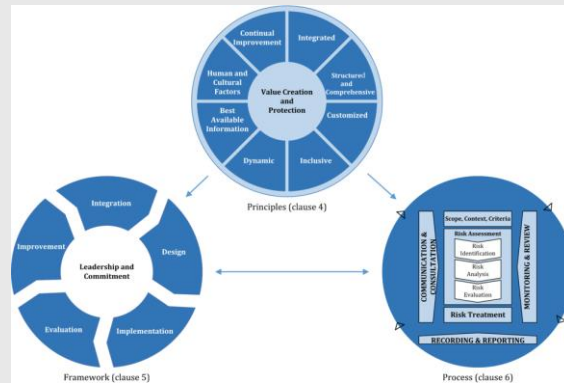 Continual
Improvement
Integrated
Human and
Cultural
Factors
Structured and
Comprehensive
Value Creation
and
Protection
Best
Available
Information
Customized
Dynamic
Inclusive
Principles (clause 4)
Integration
Improvement
Design
Leadership and
Commitment
Evaluation
Implementation
Framework (clause 5)
Scope, Context, Criteria
Risk Assessment
Risk
Identification
Risk
Analysis
Risk
Evaluation
Risk Treatment
COMMUNICATION &
CONSULTATION
MONITORING & REVIEW
RECORDING & REPORTING
Process (clause 6)